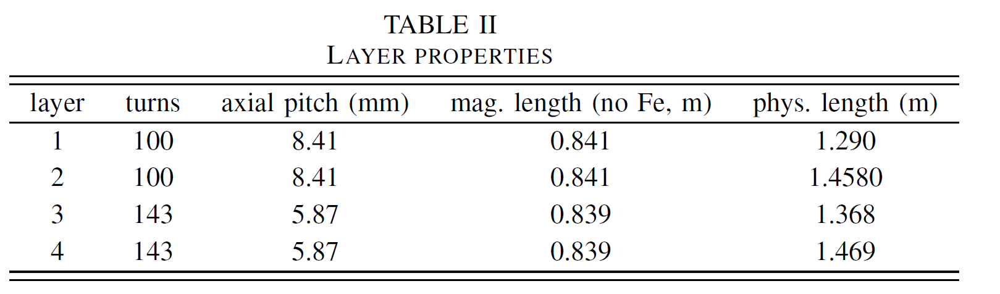 TABLE II
LAYER PROPERTIES
layer turns axial pitch (mm) mag. length (no Fe, m) phys. length (m)
1 100 8.41 0.841 1.290
2 100 8.41 0.841 1.4580
3 143 5.87 0.839 1.368
4 143 5.87 0.839 1.469